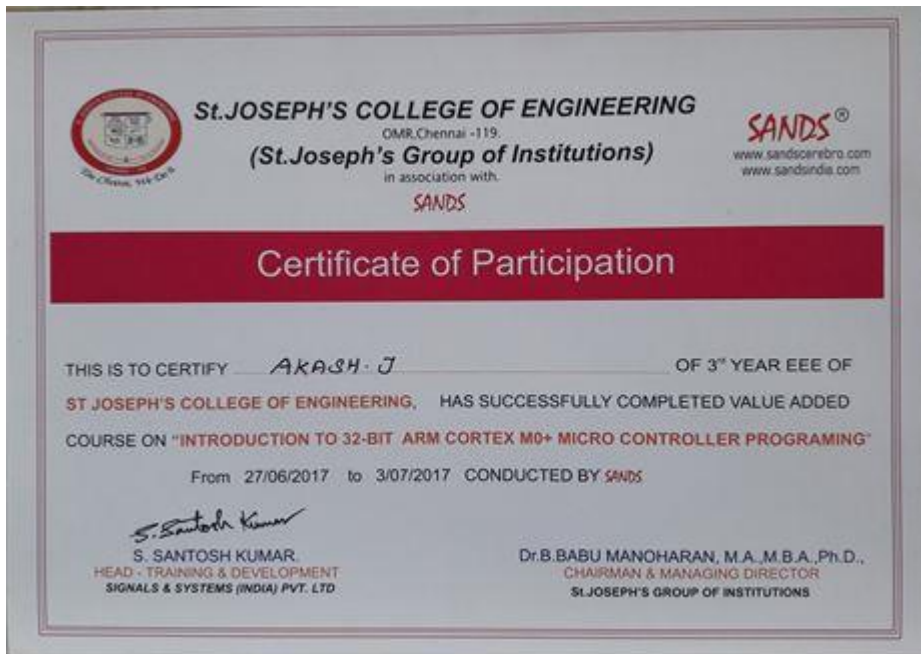 St.JOSEPH'S COLLEGE OF ENGINEERING
OMR,Chennai -119.
(St.Joseph's Group of Institutions)
in association with.
SANDS
SANDS®
www.sandscerebro.com
www.sandsindia.com
Certificate of Participation
THIS IS TO CERTIFY AKASH. J OF 3rd YEAR EEE OF
ST JOSEPH'S COLLEGE OF ENGINEERING, HAS SUCCESSFULLY COMPLETED VALUE ADDED
COURSE ON "INTRODUCTION TO 32-BIT ARM CORTEX M0+ MICRO CONTROLLER PROGRAMING"
From 27/06/2017 to 3/07/2017 CONDUCTED BY SANDS
S. Santosh Kumar
S. SANTOSH KUMAR.
HEAD - TRAINING & DEVELOPMENT
SIGNALS & SYSTEMS (INDIA) PVT. LTD
Dr.B.BABU MANOHARAN, M.A.,M.B.A.,Ph.D.,
CHAIRMAN & MANAGING DIRECTOR
St.JOSEPH'S GROUP OF INSTITUTIONS